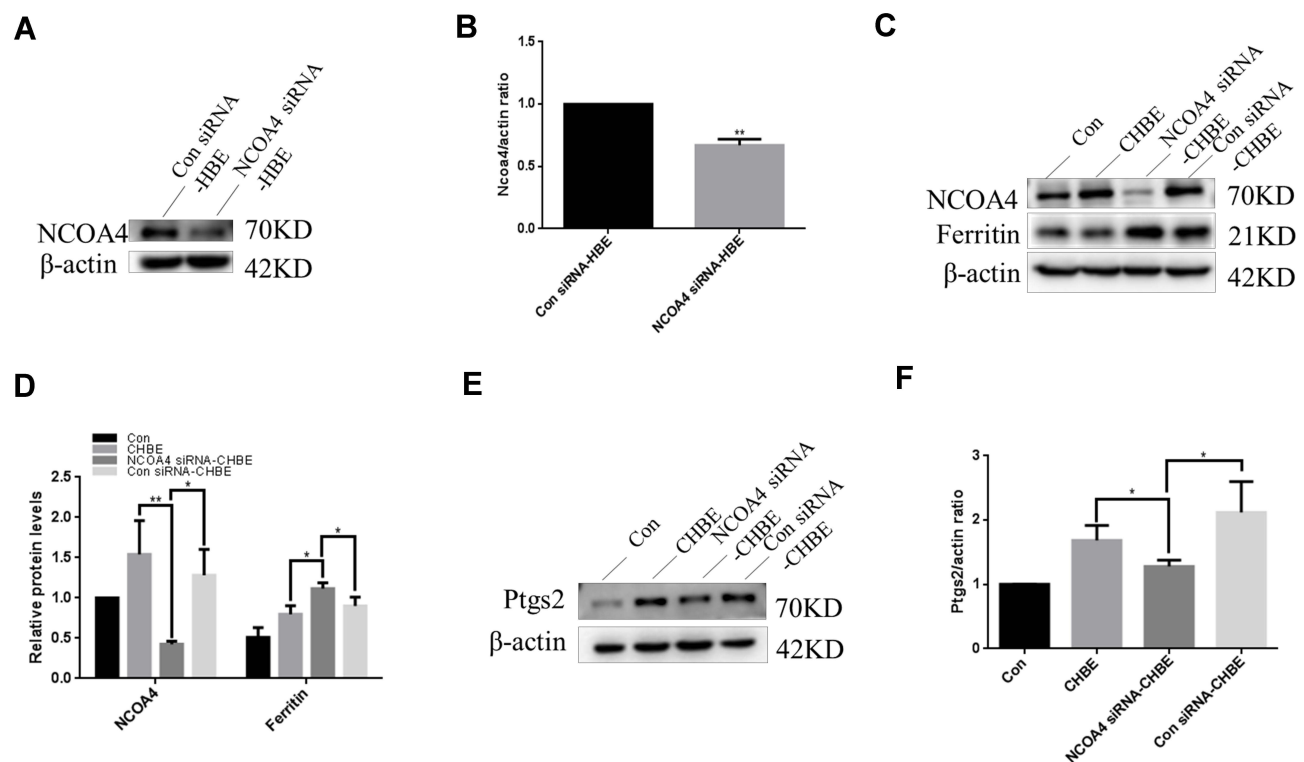 A
Con siRNA
-HBE
NCOA4 siRNA
-HBE
NCOA4
70KD
β-actin
42KD
B
Ncoa4/actin ratio
1.5
1.0
0.5
0.0
**
Con siRNA-HBE
NCOA4 siRNA-HBE
C
Con
CHBE
NCOA4 siRNA
-CHBE
Con siRNA
-CHBE
NCOA4
70KD
Ferritin
21KD
β-actin
42KD
D
Con
CHBE
NCOA4 siRNA-CHBE
Con siRNA-CHBE
Relative protein levels
2.5
2.0
1.5
1.0
0.5
0.0
**
*
*
*
NCOA4
Ferritin
E
Con
CHBE
NCOA4 siRNA
-CHBE
Con siRNA
-CHBE
Ptgs2
70KD
β-actin
42KD
F
Ptgs2/actin ratio
3
2
1
0
*
*
Con
CHBE
NCOA4 siRNA-CHBE
Con siRNA-CHBE